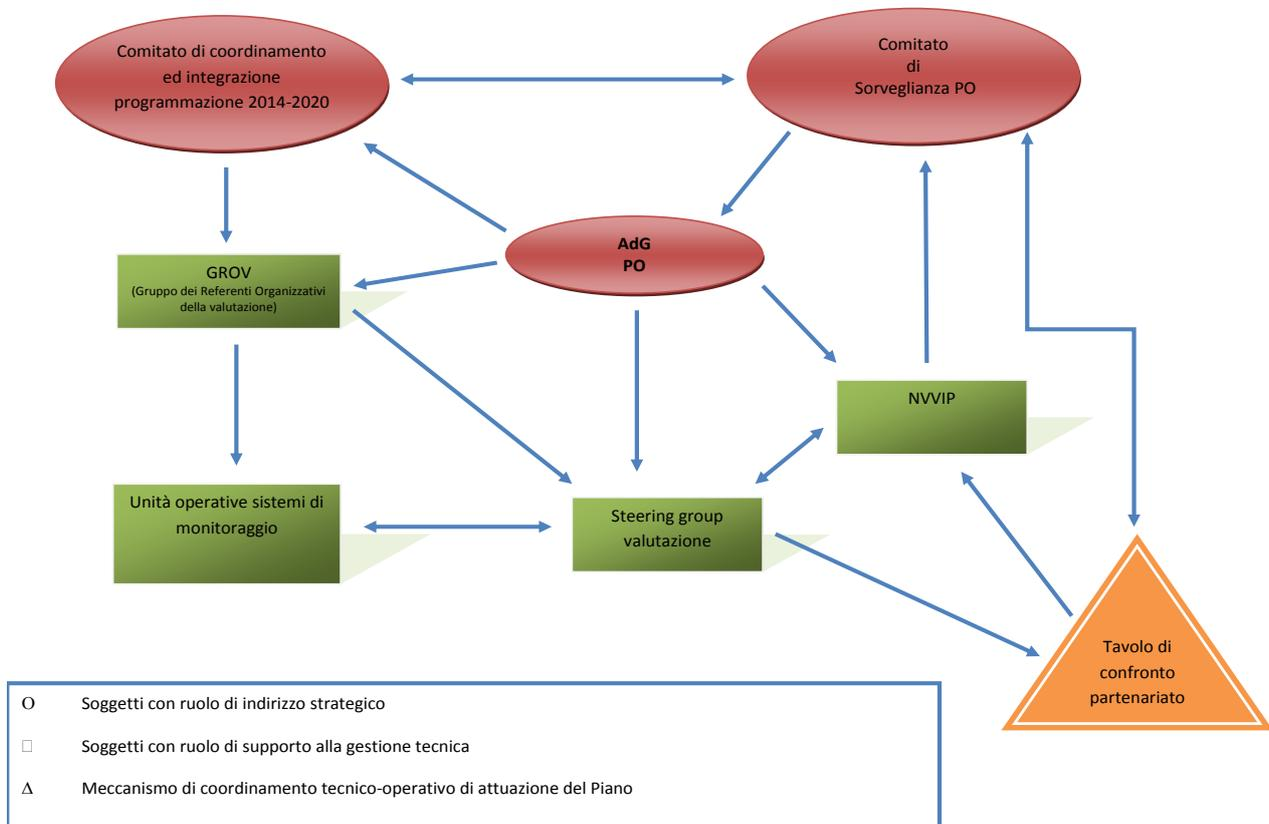 Comitato di coordinamento
ed integrazione
programmazione 2014-2020
Comitato
di
Sorveglianza PO
AdG
PO
GROV
(Gruppo dei Referenti Organizzativi
della valutazione)
NVVIP
Unità operative sistemi di
monitoraggio
Steering group
valutazione
Tavolo di
confronto
partenariato
O Soggetti con ruolo di indirizzo strategico
□ Soggetti con ruolo di supporto alla gestione tecnica
Δ Meccanismo di coordinamento tecnico-operativo di attuazione del Piano